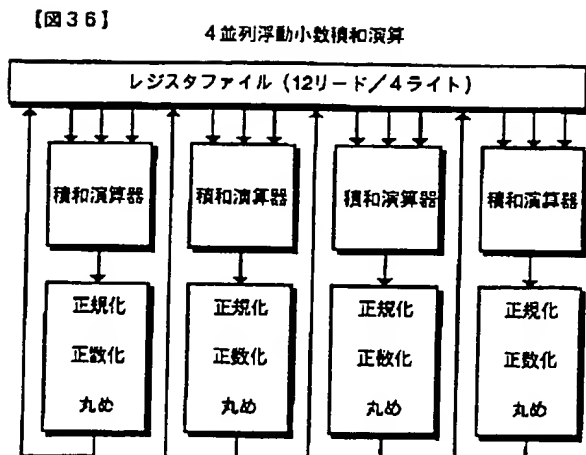 【図36】
4並列浮動小数積和演算
レジスタファイル(12リード/4ライト)
積和演算器 積和演算器 積和演算器 積和演算器
正規化 正規化 正規化 正規化
正数化 正数化 正数化 正数化
丸め 丸め 丸め 丸め